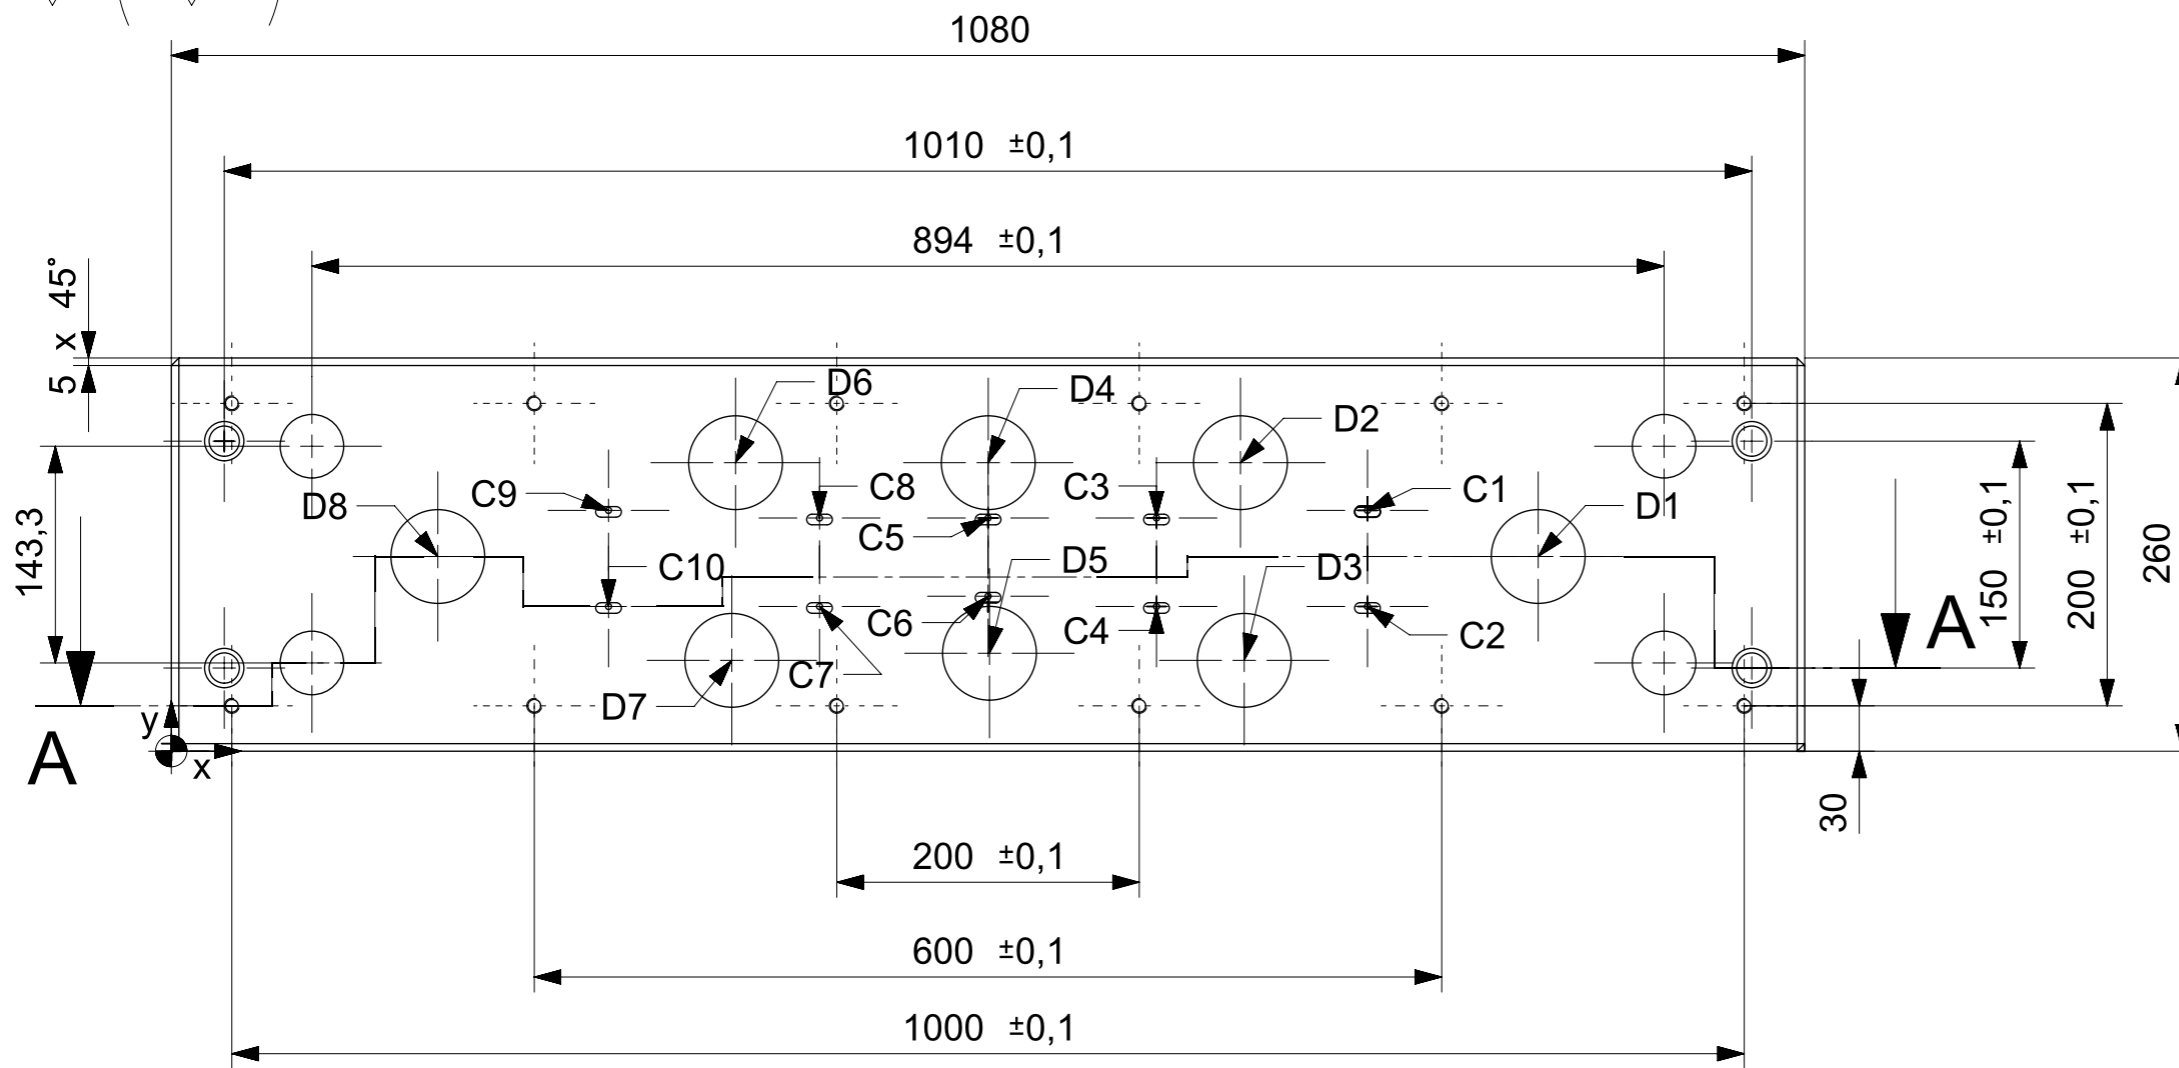 1080
1010 ±0,1
894 ±0,1
5 x 45°
D6
D4
D2
C9
C8
C3
C1
D8
D1
C5
143,3
C10
D5
D3
150 ±0,1
200 ±0,1
260
C6
C4
C2
A
C7
D7
y
A
x
30
200 ±0,1
600 ±0,1
1000 ±0,1